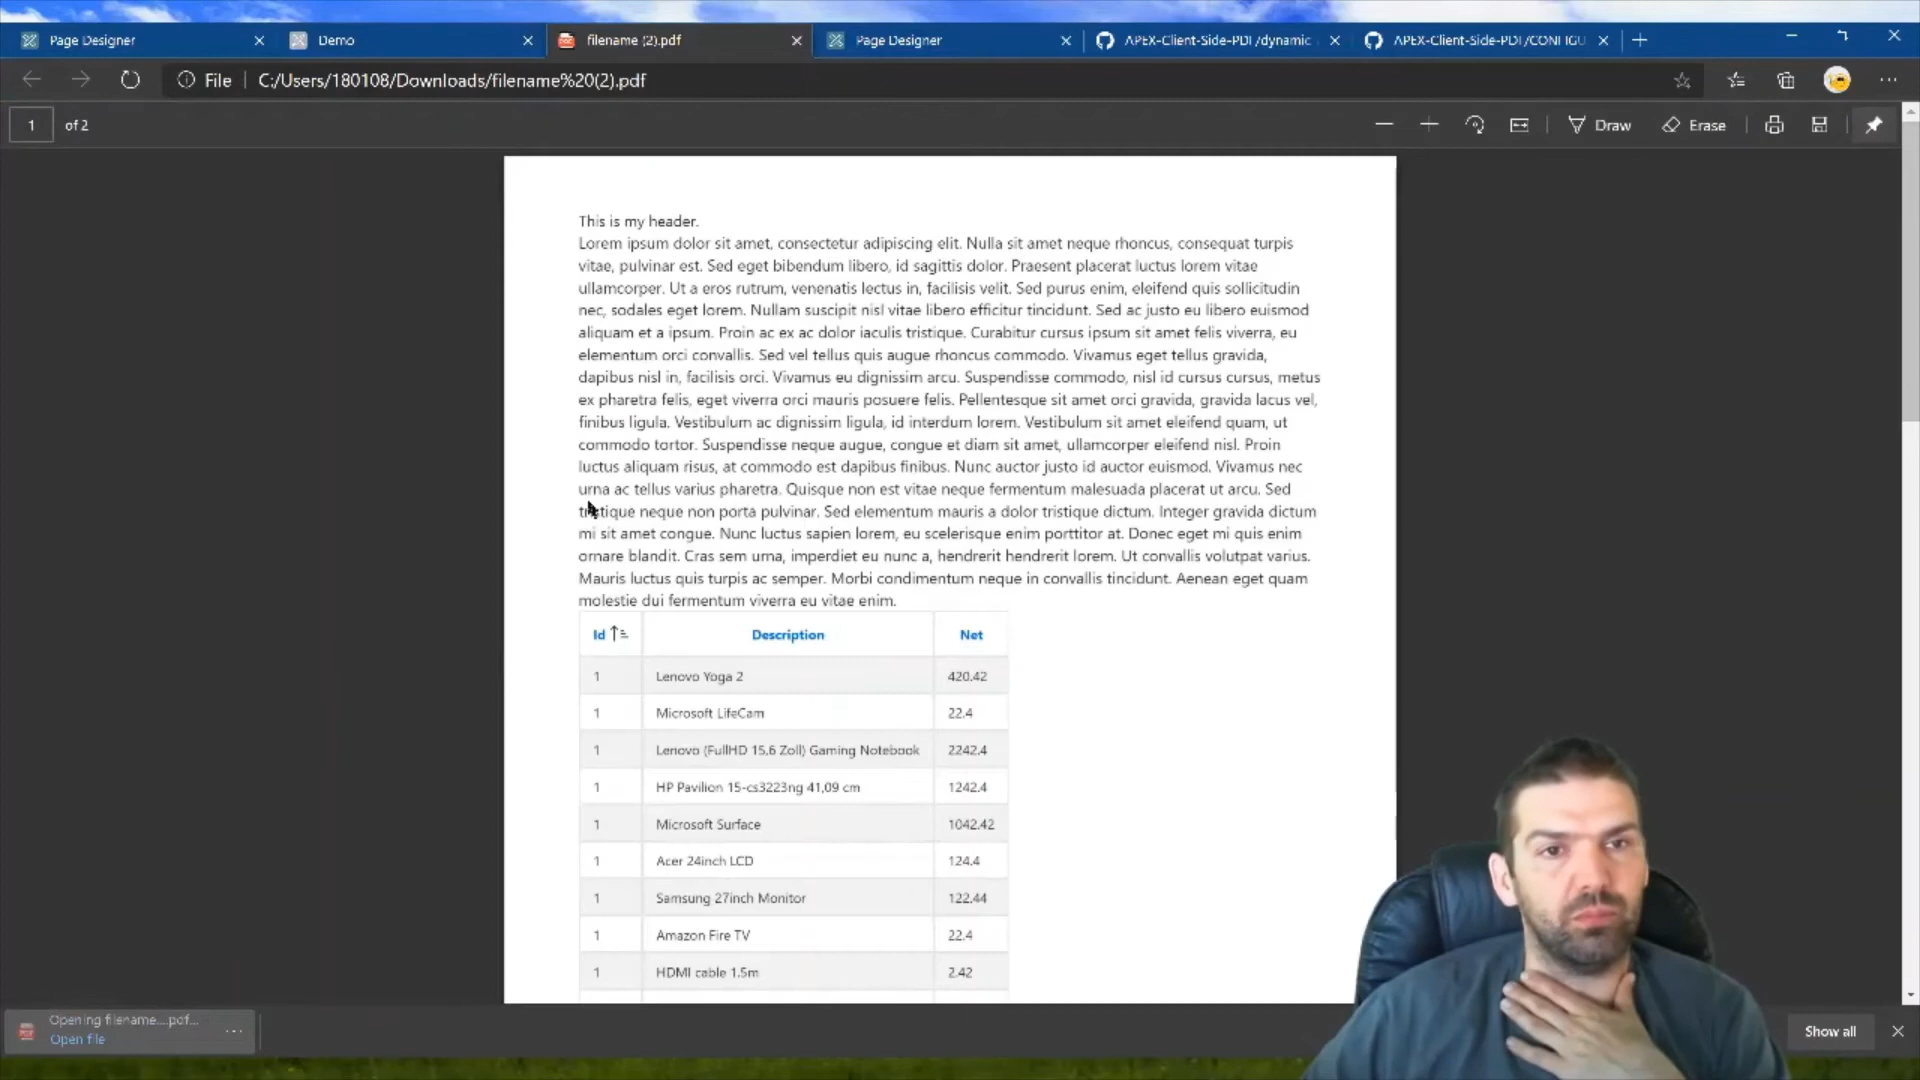 Page Designer
Demo
filename (2).pdf
Page Designer
APEX-Client-Side-PDF/dynamic
APEX-Client-Side-PDF/CONFIGU
File
C:/Users/180108/Downloads/filename%20(2).pdf
1
of 2
Draw
Erase
This is my header.
Lorem ipsum dolor sit amet, consectetur adipiscing elit. Nulla sit amet neque rhoncus, consequat turpis
vitae, pulvinar est. Sed eget bibendum libero, id sagittis dolor. Praesent placerat luctus lorem vitae
ullamcorper. Ut a eros rutrum, venenatis lectus in, facilisis velit. Sed purus enim, eleifend quis sollicitudin
nec, sodales eget lorem. Nullam suscipit nisl vitae libero efficitur tincidunt. Sed ac justo eu libero euismod
aliquam et a ipsum. Proin ac ex ac dolor iaculis tristique. Curabitur cursus ipsum sit amet felis viverra, eu
elementum orci convallis. Sed vel tellus quis augue rhoncus commodo. Vivamus eget tellus gravida,
dapibus nisl in, facilisis orci. Vivamus eu dignissim arcu. Suspendisse commodo, nisl id cursus cursus, metus
ex pharetra felis, eget viverra orci mauris posuere felis. Pellentesque sit amet orci gravida, gravida lacus vel,
finibus ligula. Vestibulum ac dignissim ligula, id interdum lorem. Vestibulum sit amet eleifend quam, ut
commodo tortor. Suspendisse neque augue, congue et diam sit amet, ullamcorper eleifend nisl. Proin
luctus aliquam risus, at commodo est dapibus finibus. Nunc auctor justo id auctor euismod. Vivamus nec
urna ac tellus varius pharetra. Quisque non est vitae neque fermentum malesuada placerat ut arcu. Sed
tristique neque non porta pulvinar. Sed elementum mauris a dolor tristique dictum. Integer gravida dictum
mi sit amet congue. Nunc luctus sapien lorem, eu scelerisque enim porttitor at. Donec eget mi quis enim
ornare blandit. Cras sem urna, imperdiet eu nunc a, hendrerit hendrerit lorem. Ut convallis volutpat varius.
Mauris luctus quis turpis ac semper. Morbi condimentum neque in convallis tincidunt. Aenean eget quam
molestie dui fermentum viverra eu vitae enim.
Id Description Net
1 Lenovo Yoga 2 420.42
1 Microsoft LifeCam 22.4
1 Lenovo (FullHD 15,6 Zoll) Gaming Notebook 2242.4
1 HP Pavilion 15-cs3223ng 41,09 cm 1242.4
1 Microsoft Surface 1042.42
1 Acer 24inch LCD 124.4
1 Samsung 27inch Monitor 122.44
1 Amazon Fire TV 22.4
1 HDMI cable 1.5m 2.42
Opening filename....pdf...
Open file
Show all